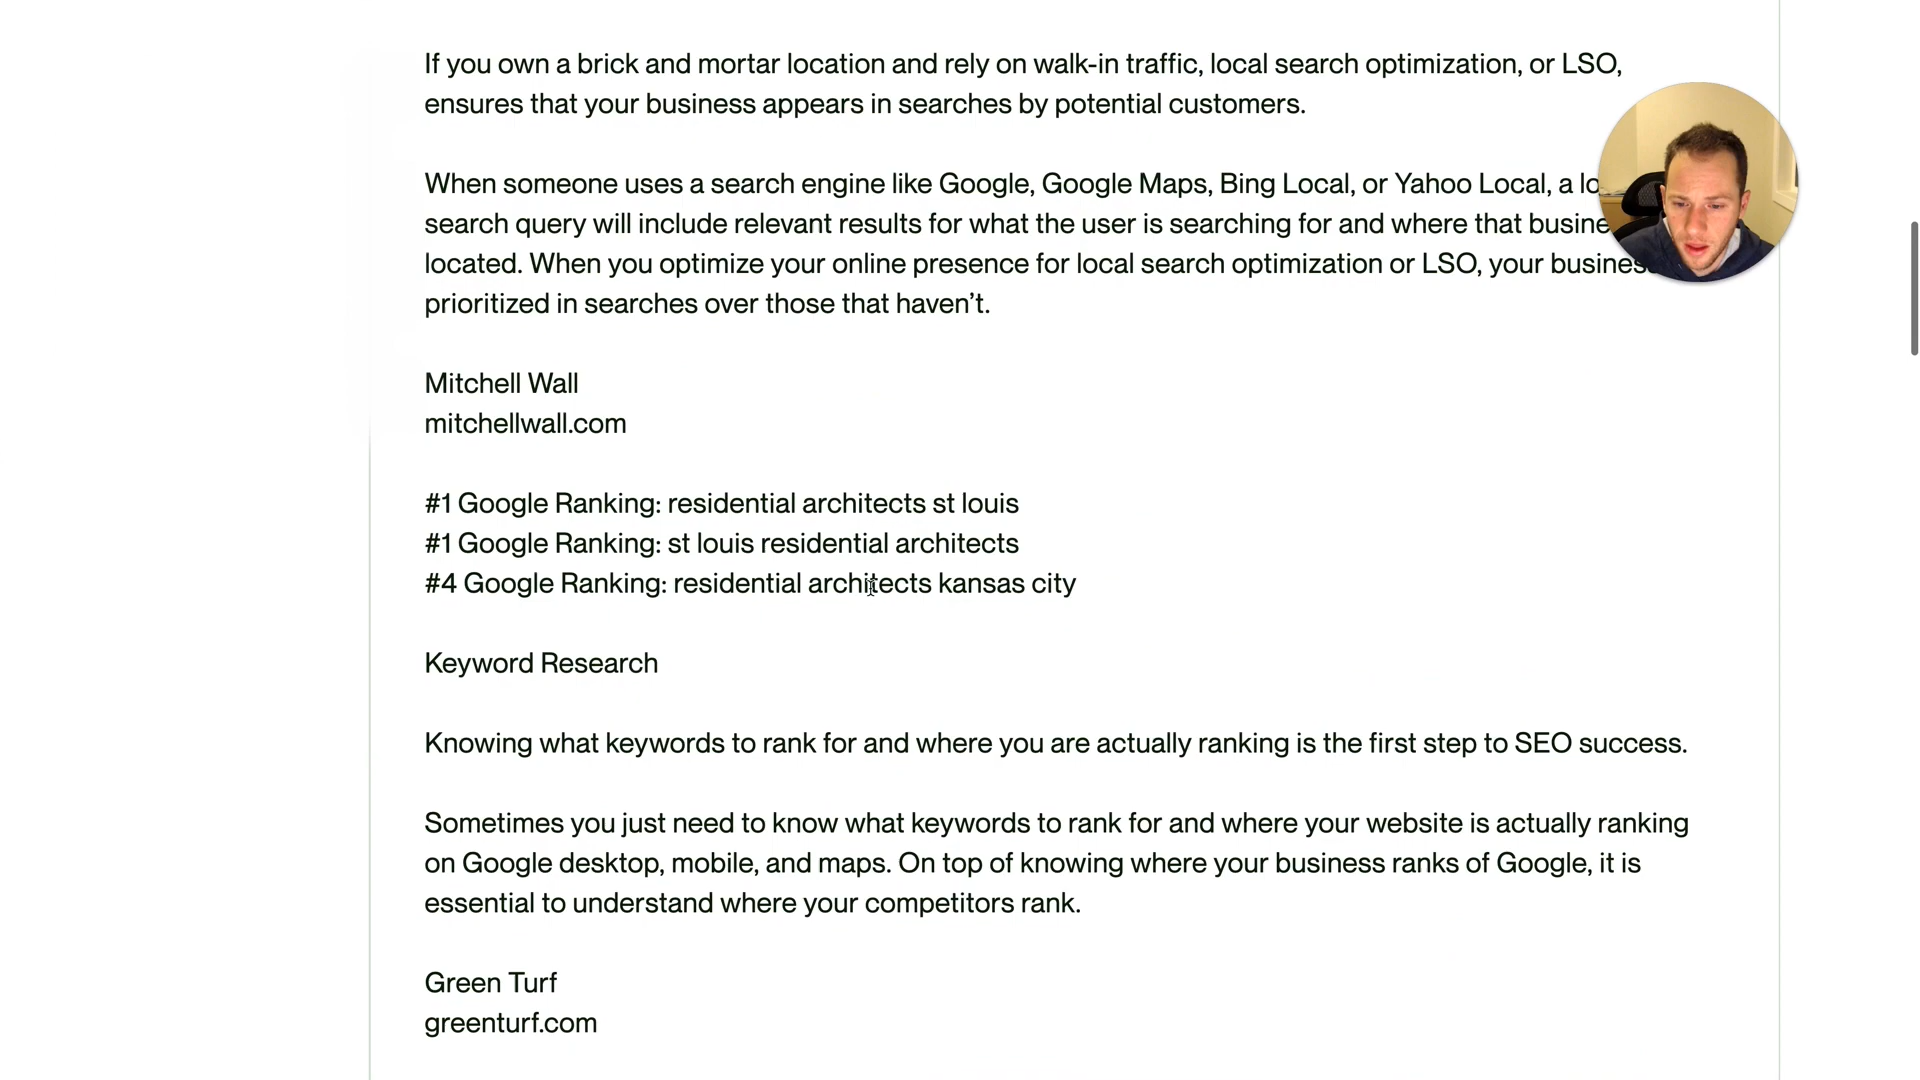 If you own a brick and mortar location and rely on walk-in traffic, local search optimization, or LSO,
ensures that your business appears in searches by potential customers.
When someone uses a search engine like Google, Google Maps, Bing Local, or Yahoo Local, a
search query will include relevant results for what the user is searching for and where that
located. When you optimize your online presence for local search optimization or LSO, your
prioritized in searches over those that haven’t.
Mitchell Wall
mitchellwall.com
#1 Google Ranking: residential architects st louis
#1 Google Ranking: st louis residential architects
#4 Google Ranking: residential architects kansas city
Keyword Research
Knowing what keywords to rank for and where you are actually ranking is the first step to SEO success.
Sometimes you just need to know what keywords to rank for and where your website is actually ranking
on Google desktop, mobile, and maps. On top of knowing where your business ranks of Google, it is
essential to understand where your competitors rank.
Green Turf
greenturf.com